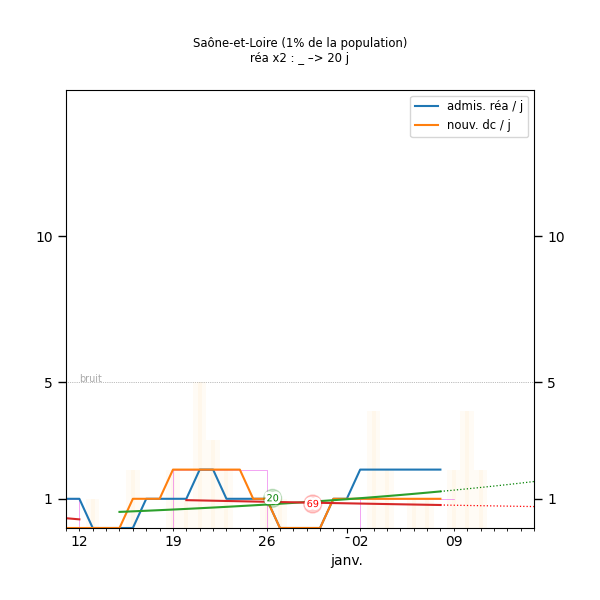 Saône-et-Loire (1% de la population)
réa x2 : _ –> 20 j
admis. réa / j
nouv. dc / j
10
10
5
5
bruit
1
1
20
69
12
19
26
02
09
janv.